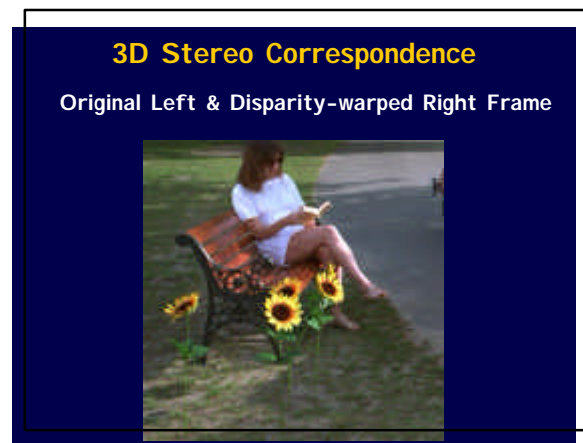 3D Stereo Correspondence
Original Left & Disparity-warped Right Frame